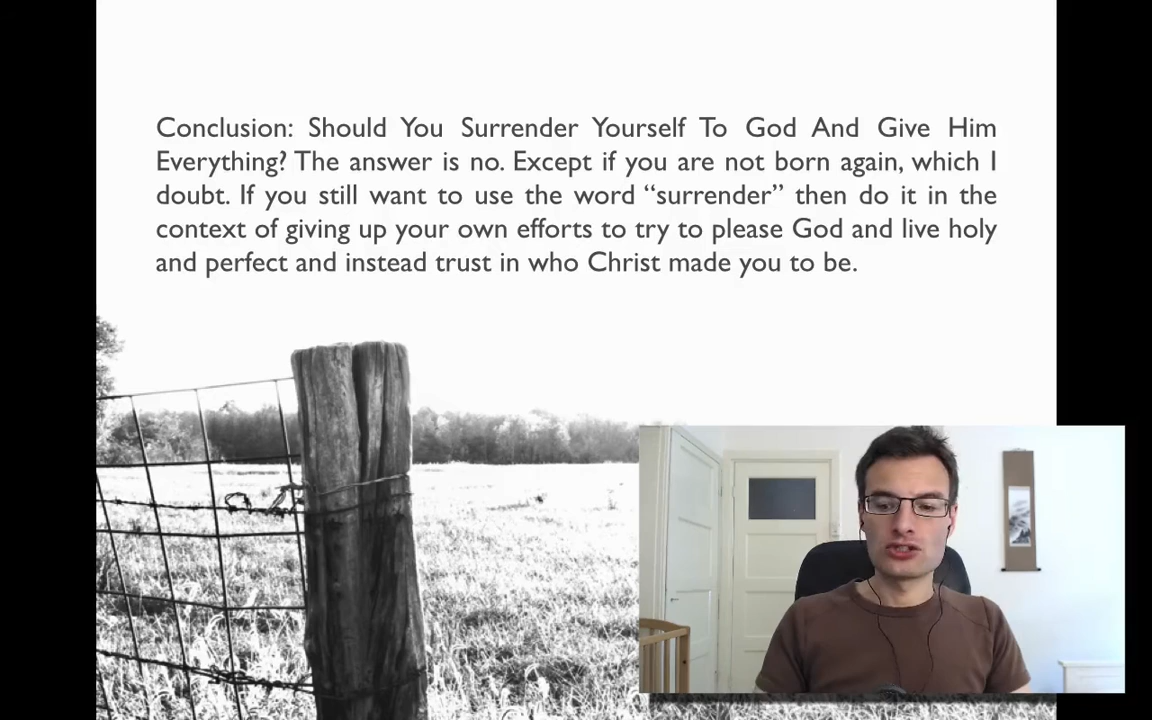 Conclusion: Should You Surrender Yourself To God And Give Him
Everything? The answer is no. Except if you are not born again, which I
doubt. If you still want to use the word “surrender” then do it in the
context of giving up your own efforts to try to please God and live holy
and perfect and instead trust in who Christ made you to be.